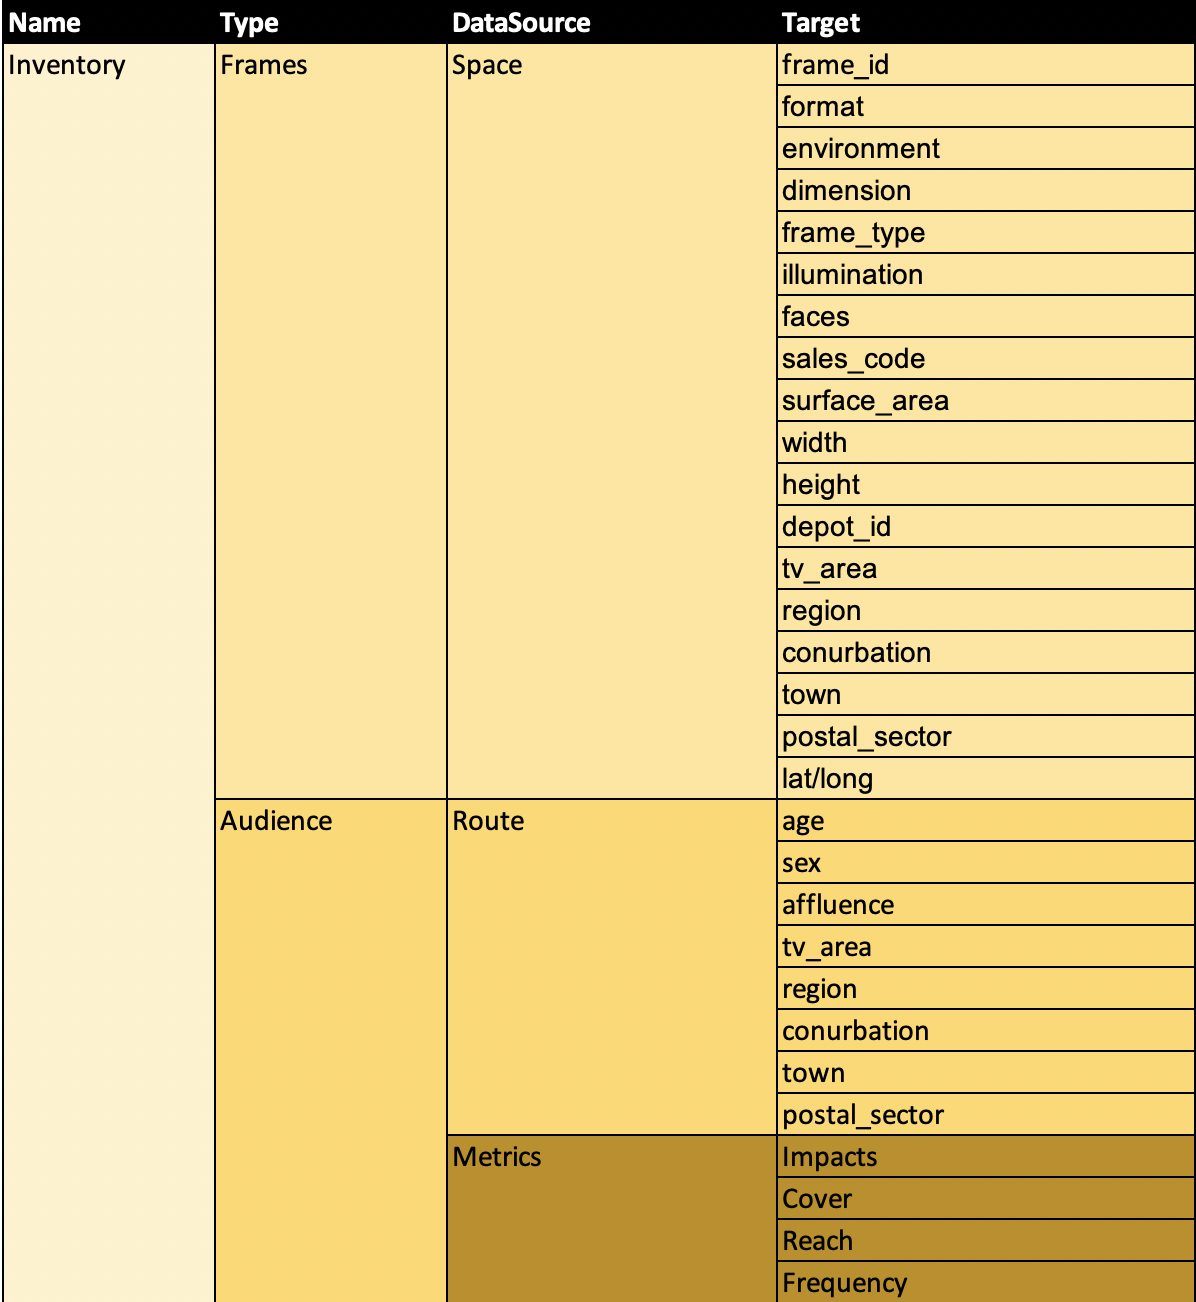 Name Type DataSource Target
Inventory Frames Space frame_id
format
environment
dimension
frame_type
illumination
faces
sales_code
surface_area
width
height
depot_id
tv_area
region
conurbation
town
postal_sector
lat/long
Audience Route age
sex
affluence
tv_area
region
conurbation
town
postal_sector
Metrics Impacts
Cover
Reach
Frequency